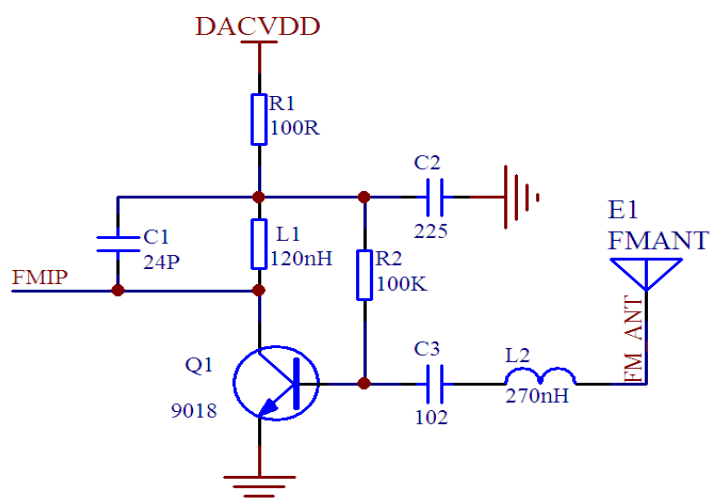 DACVDD
R1
100R
C2
225
E1
FMANT
C1
24P
L1
120nH
R2
100K
FMIP
FM_ANT
Q1
9018
C3
102
L2
270nH